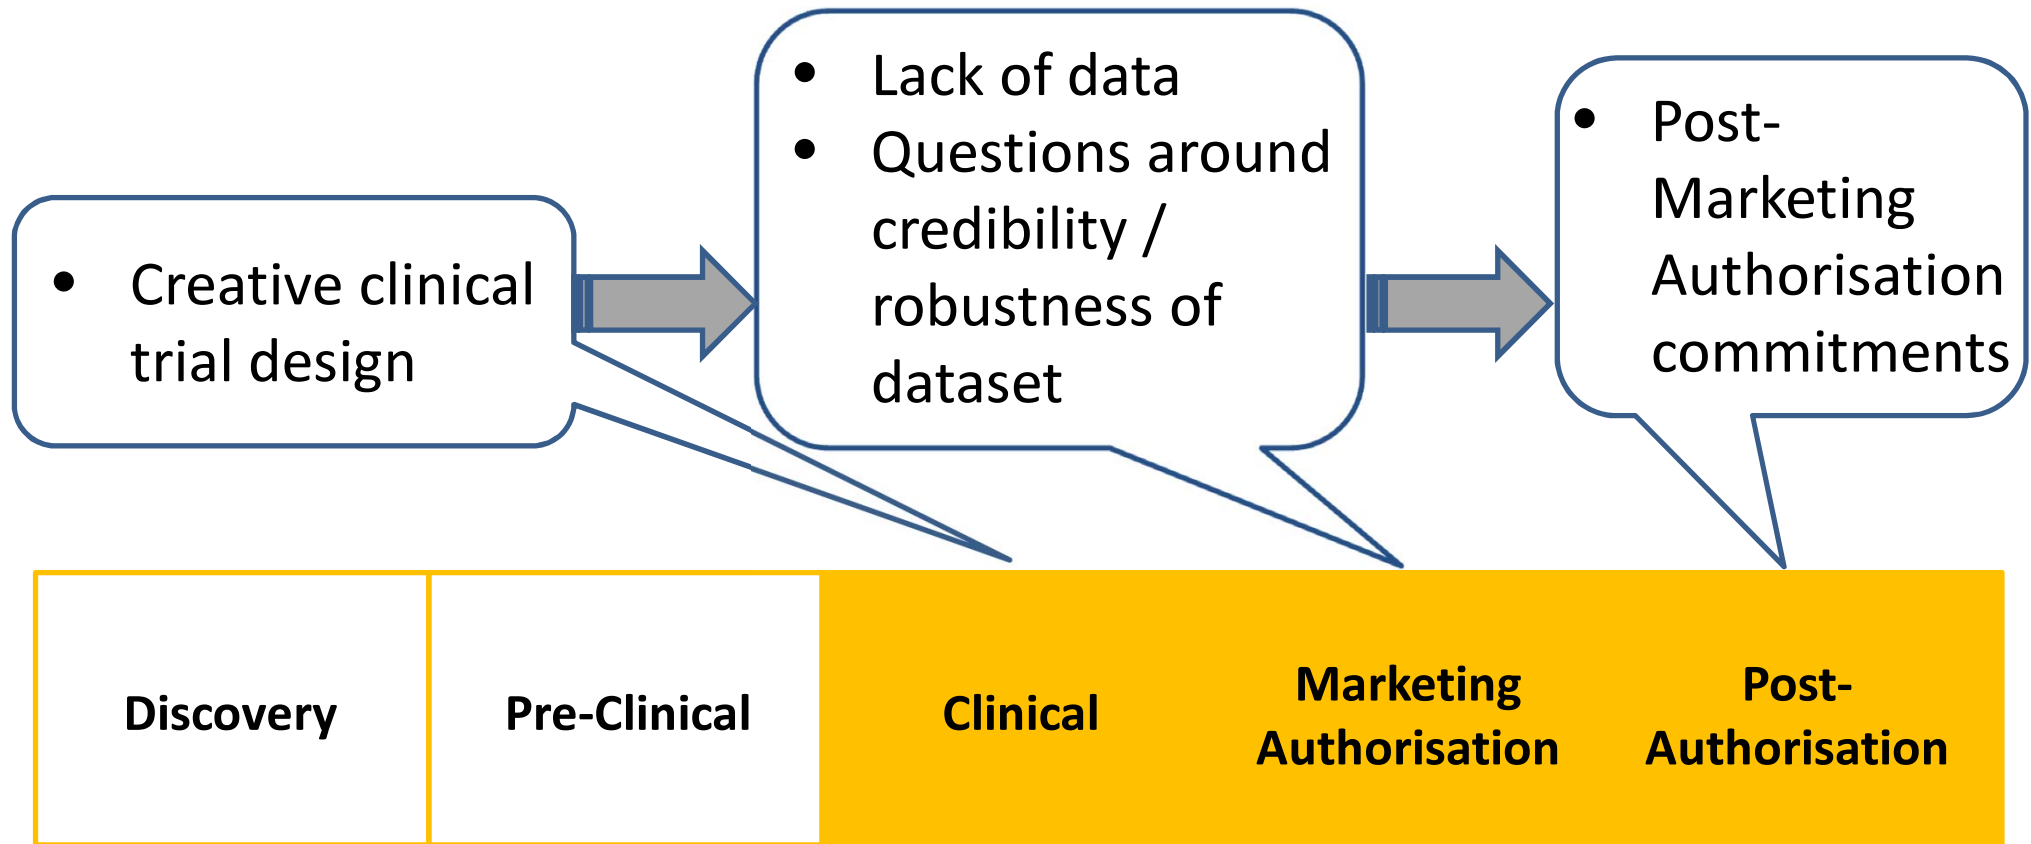 • Creative clinical
trial design
• Lack of data
• Questions around
credibility /
robustness of
dataset
• Post-
Marketing
Authorisation
commitments
Discovery
Pre-Clinical
Clinical
Marketing
Authorisation
Post-
Authorisation